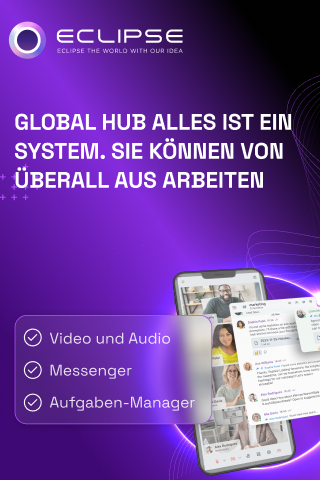 ECLIPSE
ECLIPSE THE WORLD WITH OUR IDEA
GLOBAL HUB ALLES IST EIN
SYSTEM. SIE KÖNNEN VON
ÜBERALL AUS ARBEITEN
Video und Audio
Messenger
Aufgaben-Manager